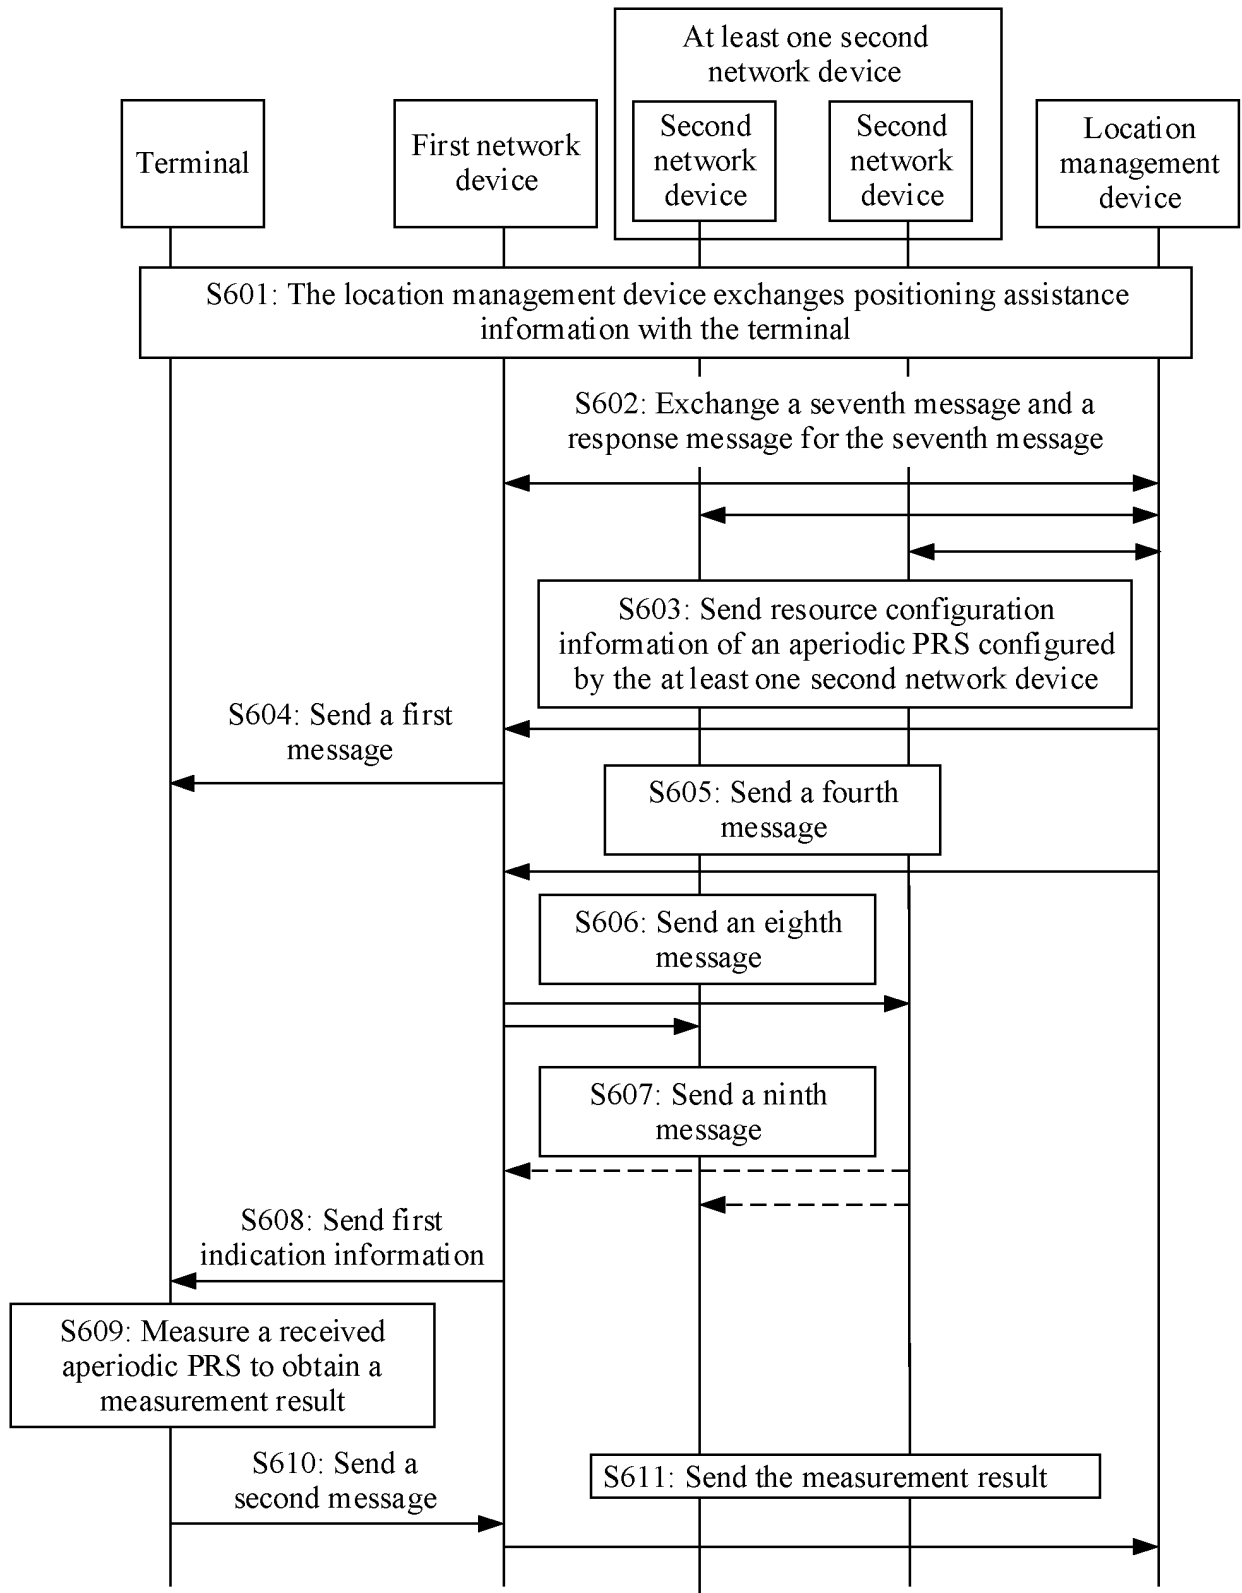 At least one second
network device
Terminal
First network
device
Second
network
device
Second
network
device
Location
management
device
S601: The location management device exchanges positioning assistance
information with the terminal
S602: Exchange a seventh message and a
response message for the seventh message
S603: Send resource configuration
information of an aperiodic PRS configured
by the at least one second network device
S604: Send a first
message
S605: Send a fourth
message
S606: Send an eighth
message
S607: Send a ninth
message
S608: Send first
indication information
S609: Measure a received
aperiodic PRS to obtain a
measurement result
S610: Send a
second message
S611: Send the measurement result